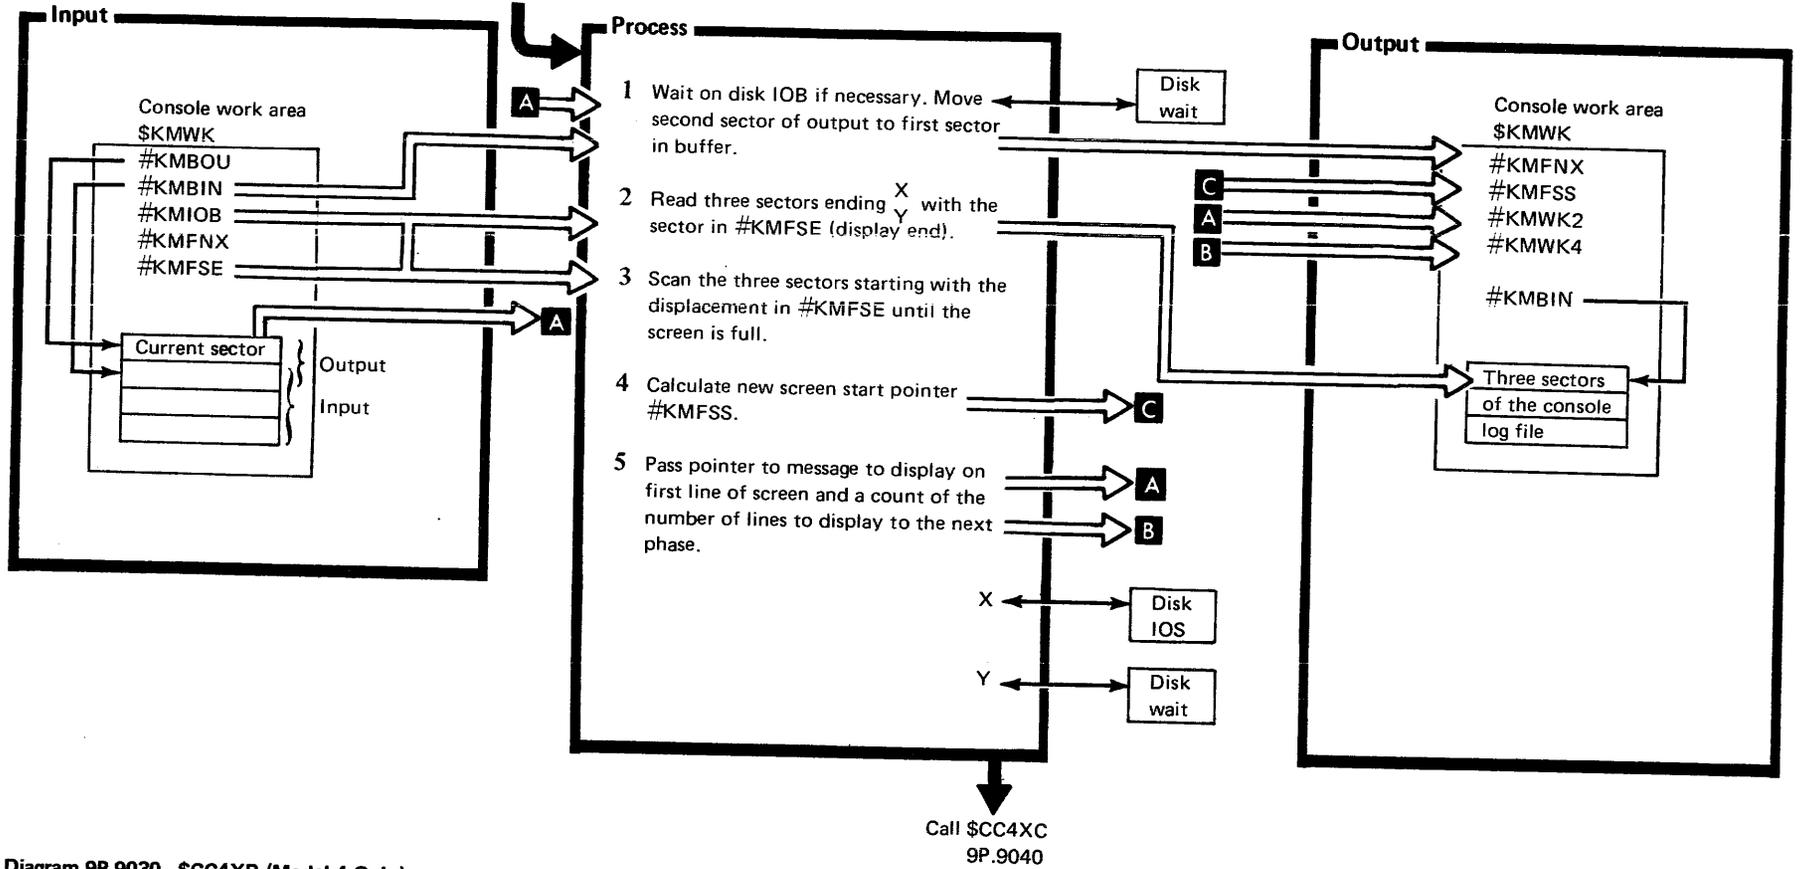 Input
Console work area
$KMWK
#KMBOU
#KMBIN
#KMIOB
#KMFNX
#KMFSE
A
Current sector
Output
Input
Process
A
1 Wait on disk IOB if necessary. Move
second sector of output to first sector
in buffer.
Disk
wait
X
2 Read three sectors ending Y with the
sector in #KMFSE (display end).
3 Scan the three sectors starting with the
displacement in #KMFSE until the
screen is full.
4 Calculate new screen start pointer
#KMFSS.
C
5 Pass pointer to message to display on
first line of screen and a count of the
number of lines to display to the next
phase.
A
B
X
Disk
IOS
Y
Disk
wait
Call $CC4XC
9P.9040
Output
Console work area
$KMWK
#KMFNX
#KMFSS
#KMWK2
#KMWK4
C
A
B
#KMBIN
Three sectors
of the console
log file
Diagram 9P.9030